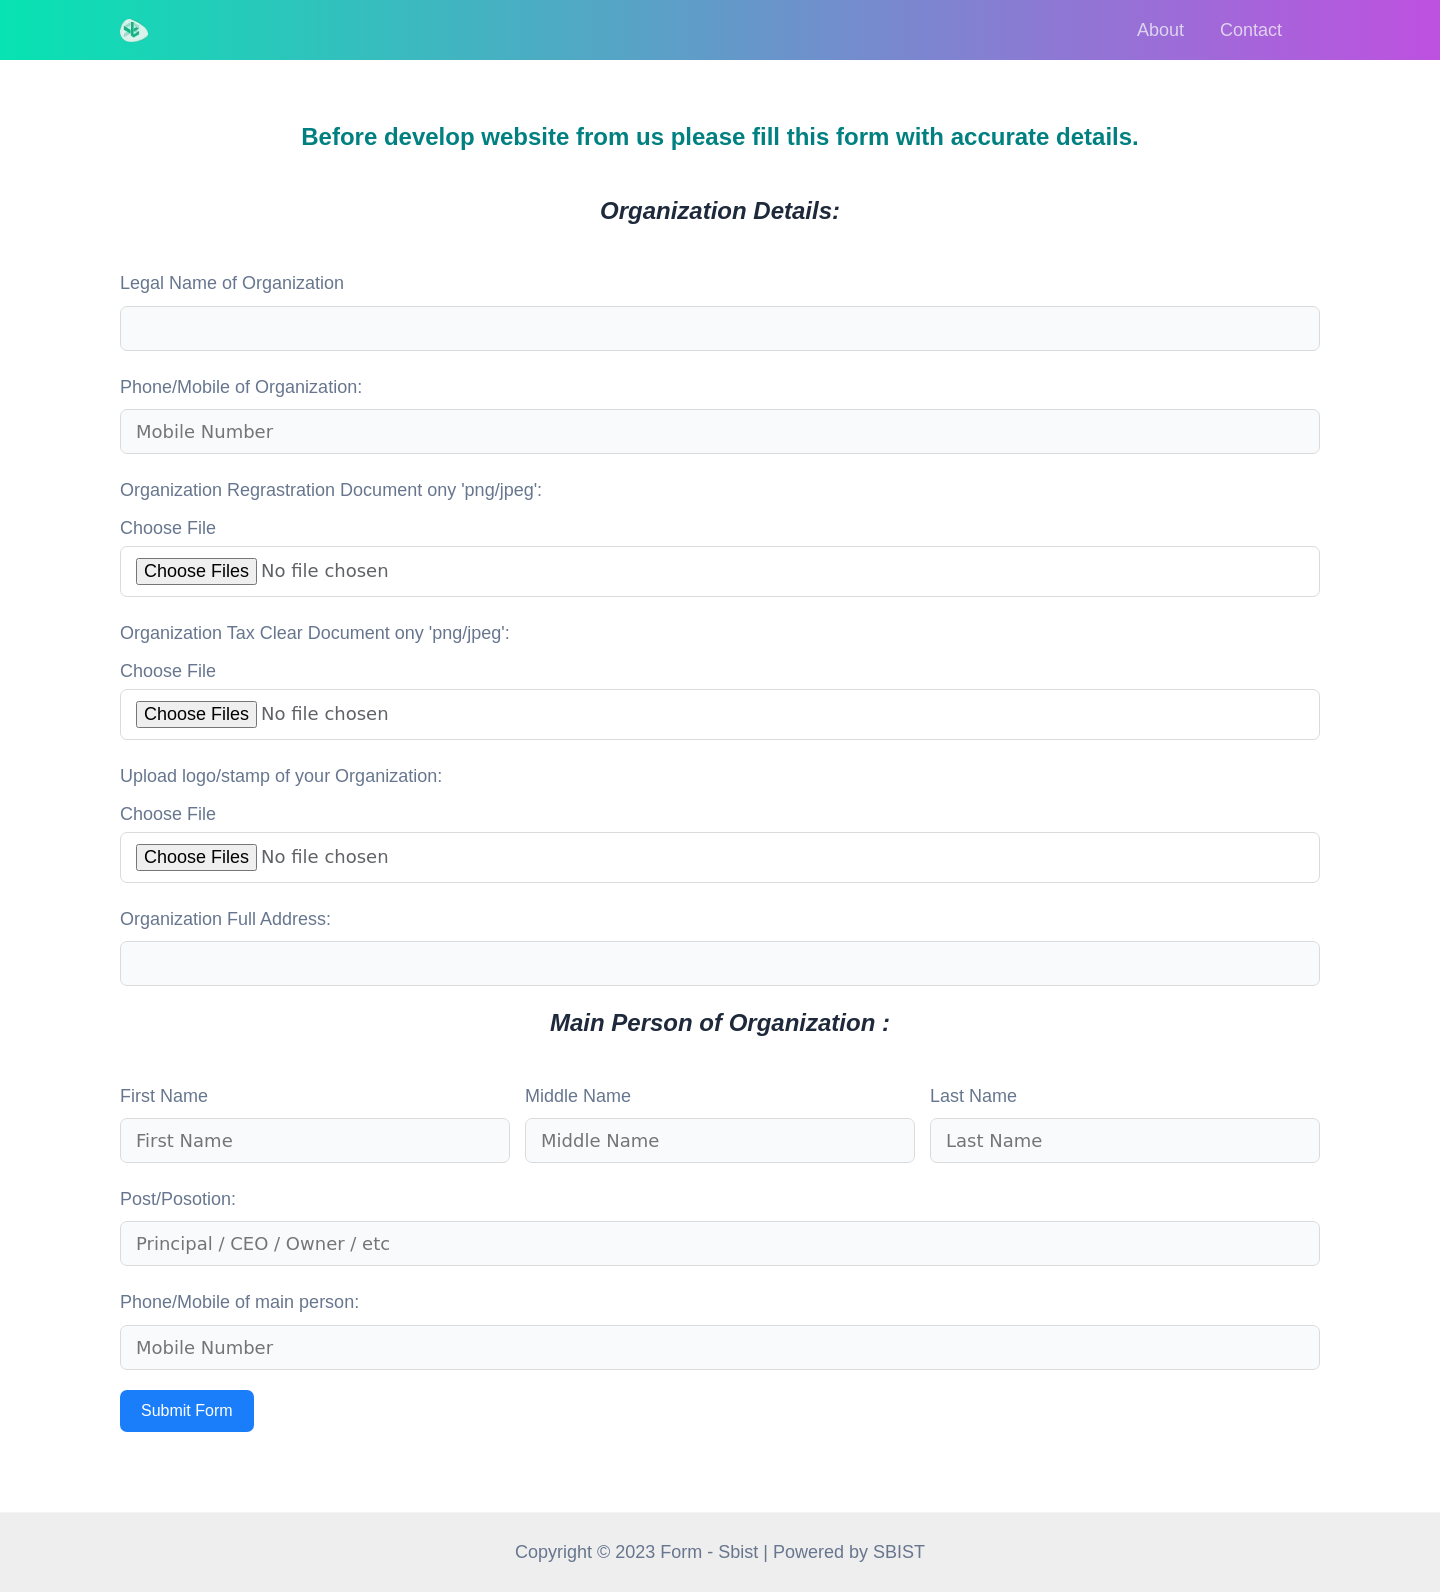 About Contact
Before develop website from us please fill this form with accurate details.
Organization Details:
Legal Name of Organization
Phone/Mobile of Organization:
Mobile Number
Organization Regrastration Document ony 'png/jpeg':
Choose File
Choose Files No file chosen
Organization Tax Clear Document ony 'png/jpeg':
Choose File
Choose Files No file chosen
Upload logo/stamp of your Organization:
Choose File
Choose Files No file chosen
Organization Full Address:
Main Person of Organization :
First Name Middle Name Last Name
First Name Middle Name Last Name
Post/Posotion:
Principal / CEO / Owner / etc
Phone/Mobile of main person:
Mobile Number
Submit Form
Copyright © 2023 Form - Sbist | Powered by SBIST